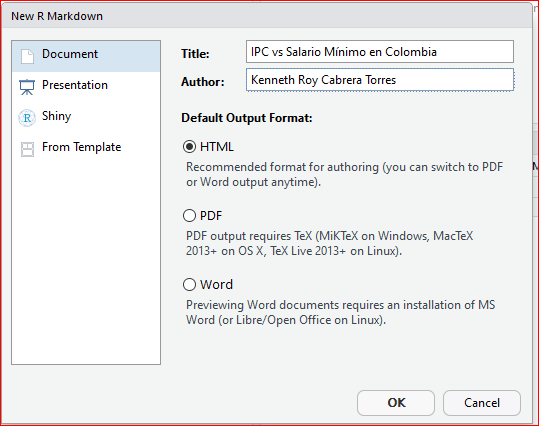 New R Markdown
Document
Presentation
Shiny
From Template
Title: IPC vs Salario Mínimo en Colombia
Author: Kenneth Roy Cabrera Torres
Default Output Format:
HTML
Recommended format for authoring (you can switch to PDF
or Word output anytime).
PDF
PDF output requires TeX (MiKTeX on Windows, MacTeX
2013+ on OS X, TeX Live 2013+ on Linux).
Word
Previewing Word documents requires an installation of MS
Word (or Libre/Open Office on Linux).
OK Cancel